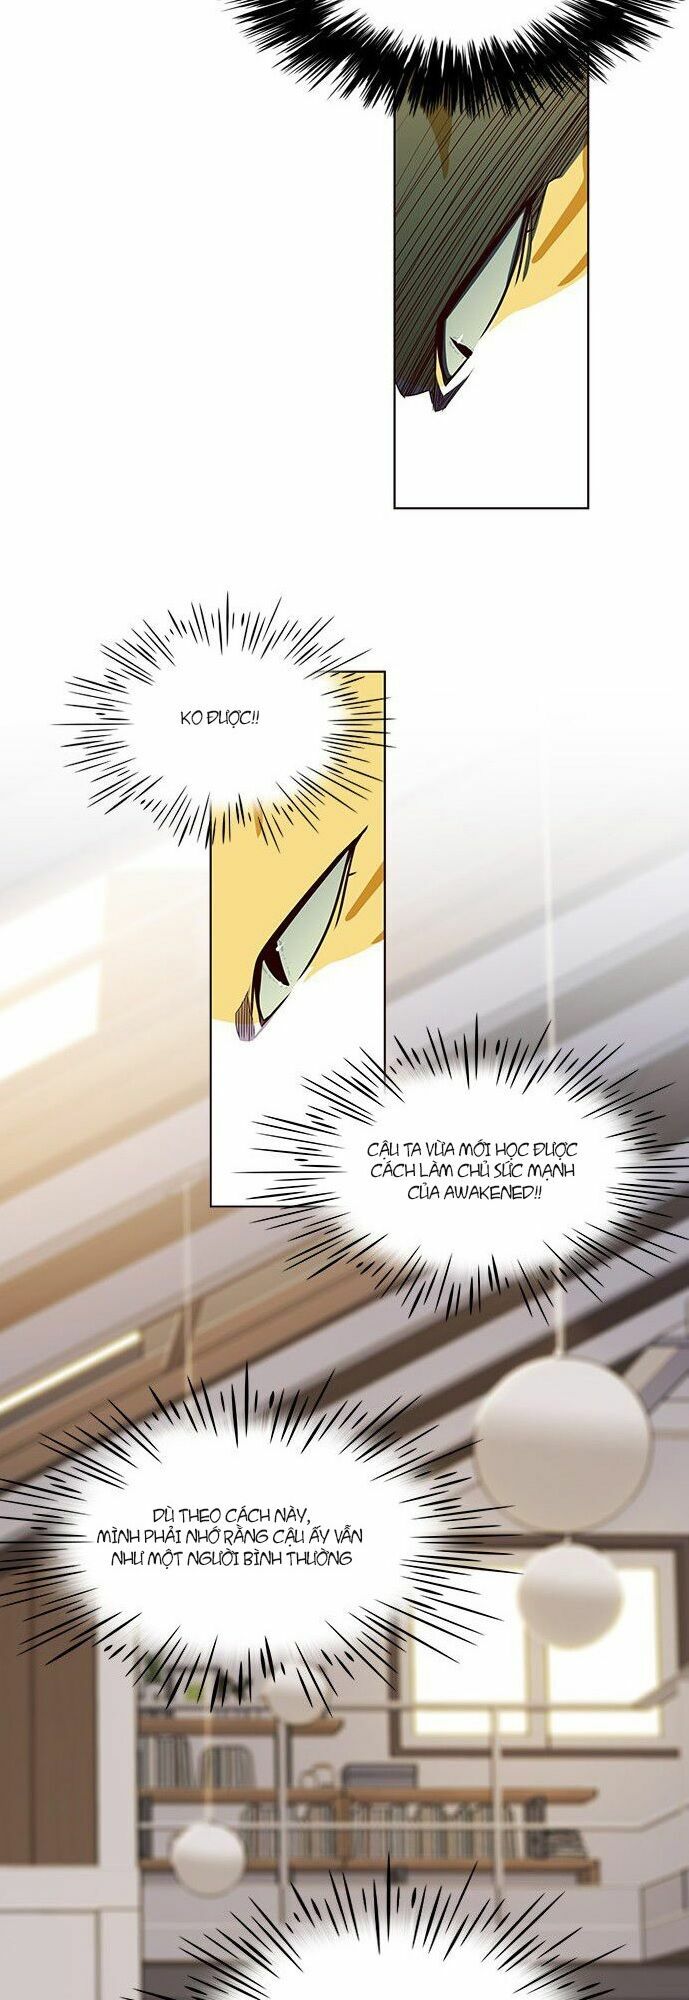 KO ĐƯỢC!!
CẬU TA VỪA MỚI HỌC ĐƯỢC
CÁCH LÀM CHỦ SỨC MẠNH
CỦA AWAKENED!!
DÙ THEO CÁCH NÀY,
MÌNH PHẢI NHỚ RẰNG CẬU ẤY VẪN
NHƯ MỘT NGƯỜI BÌNH THƯỜNG